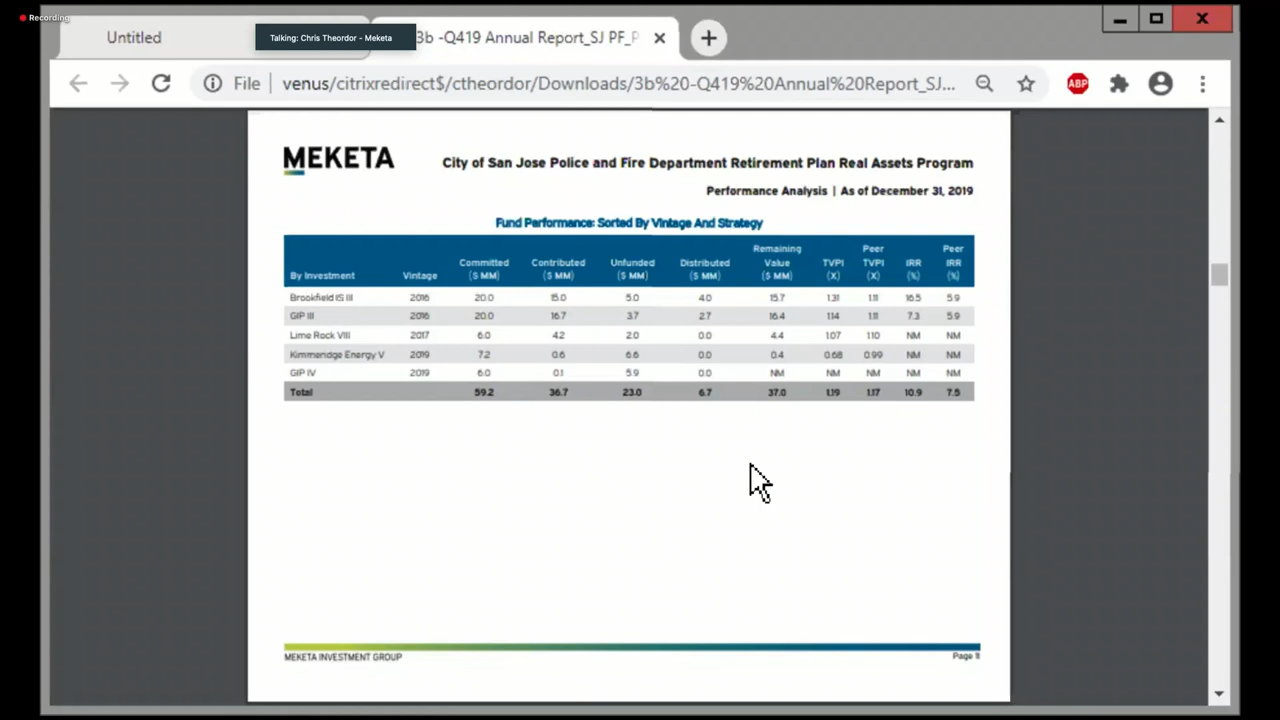 Recording
Untitled
Talking: Chris Theordor - Meketa
3b -Q419 Annual Report_SJ PF_P
File
venus/citrixredirect$/ctheordor/Downloads/3b%20-Q419%20Annual%20Report_SJ...
ABP
MEKETA
City of San Jose Police and Fire Department Retirement Plan Real Assets Program
Performance Analysis | As of December 31, 2019
Fund Performance: Sorted By Vintage And Strategy
By Investment Vintage Committed ($ MM) Contributed ($ MM) Unfunded ($ MM) Distributed ($ MM) Remaining Value ($ MM) TVPI (X) Peer TVPI (X) IRR (%) Peer IRR (%)
Brookfield IS III 2016 20.0 15.0 5.0 4.0 15.7 1.31 1.11 16.5 5.9
GIP III 2016 20.0 16.7 3.7 2.7 16.4 1.14 1.11 7.3 5.9
Lime Rock VIII 2017 6.0 4.2 2.0 0.0 4.4 1.07 1.10 NM NM
Kimmeridge Energy V 2019 7.2 0.6 6.6 0.0 0.4 0.68 0.99 NM NM
GIP IV 2019 6.0 0.1 5.9 0.0 NM NM NM NM NM
Total 59.2 36.7 23.0 6.7 37.0 1.19 1.17 10.9 7.5
MEKETA INVESTMENT GROUP
Page 11